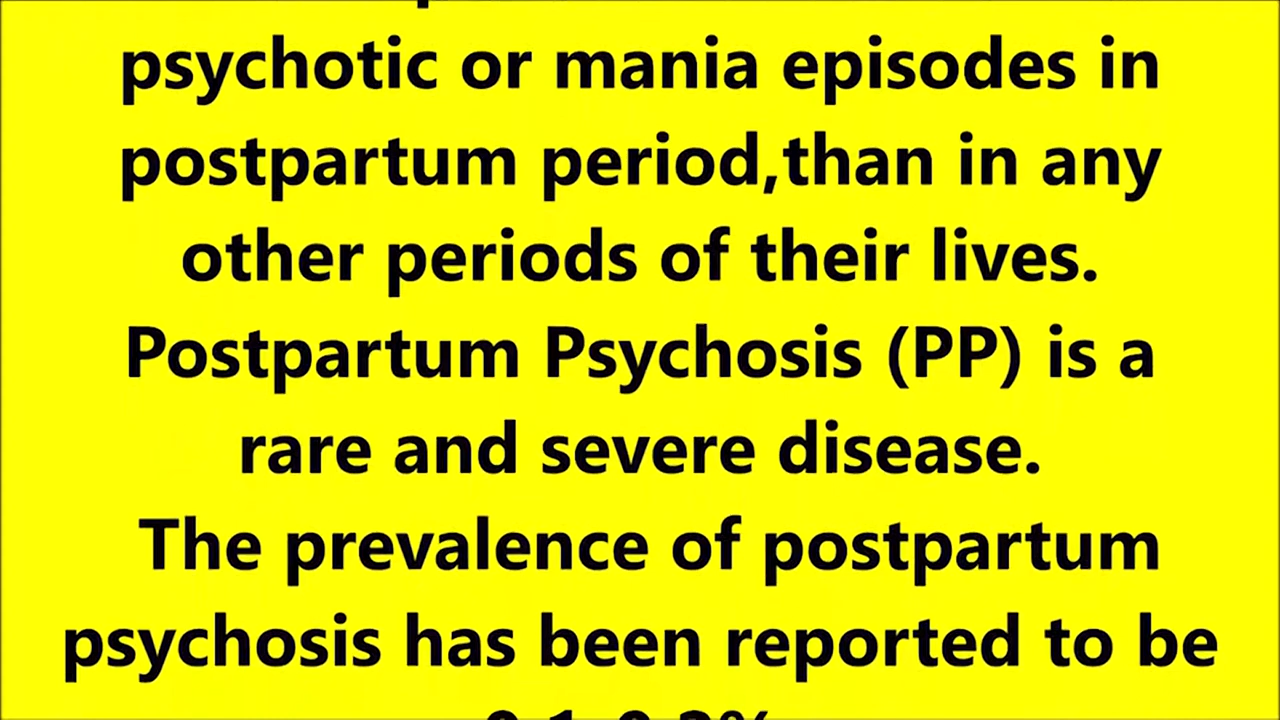 psychotic or mania episodes in
postpartum period,than in any
other periods of their lives.
Postpartum Psychosis (PP) is a
rare and severe disease.
The prevalence of postpartum
psychosis has been reported to be